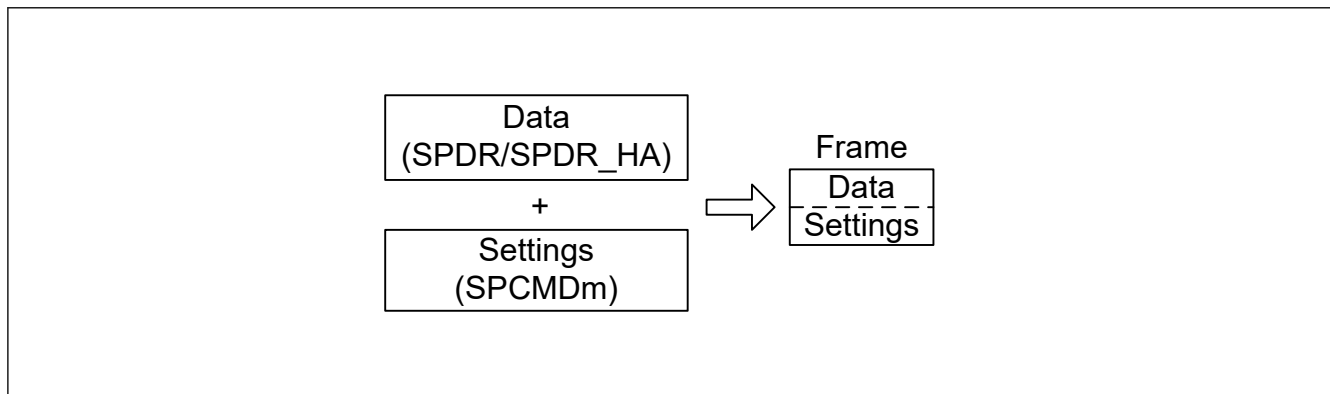 Data
(SPDR/SPDR_HA)
+
Settings
(SPCMDm)
Frame
Data
Settings